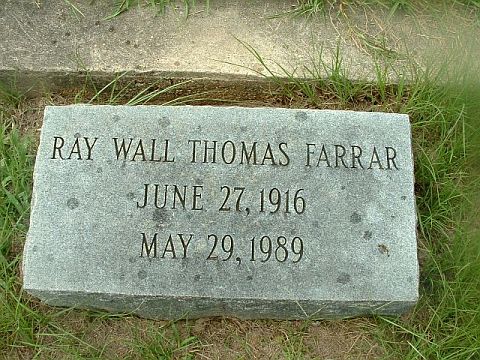 RAY WALL THOMAS FARRAR
JUNE 27, 1916
MAY 29, 1989